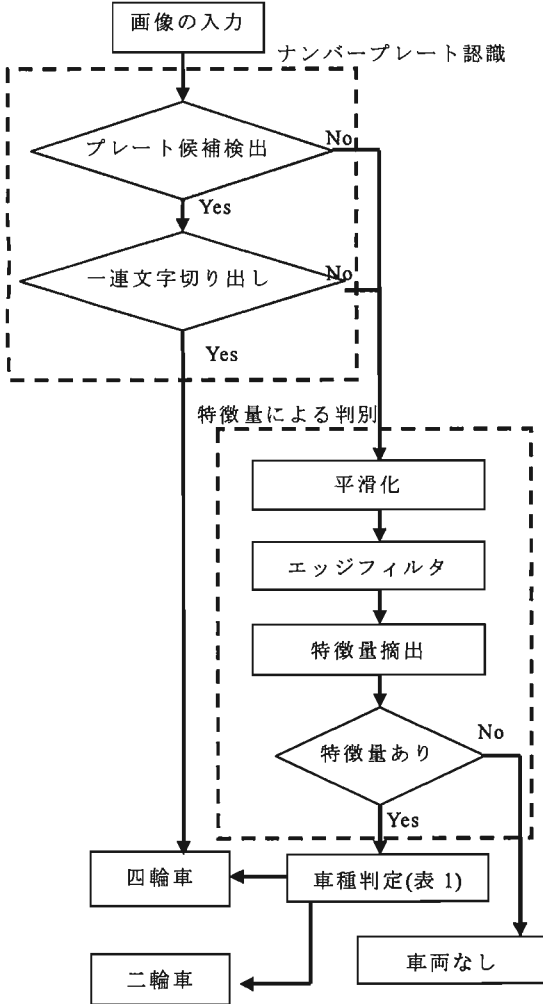 画像の入力
ナンバープレート認識
プレート候補検出
No
Yes
一連文字切り出し
No
Yes
特徴量による判別
平滑化
エッジフィルタ
特徴量摘出
特徴量あり
No
Yes
四輪車
車種判定(表 1)
二輪車
車両なし